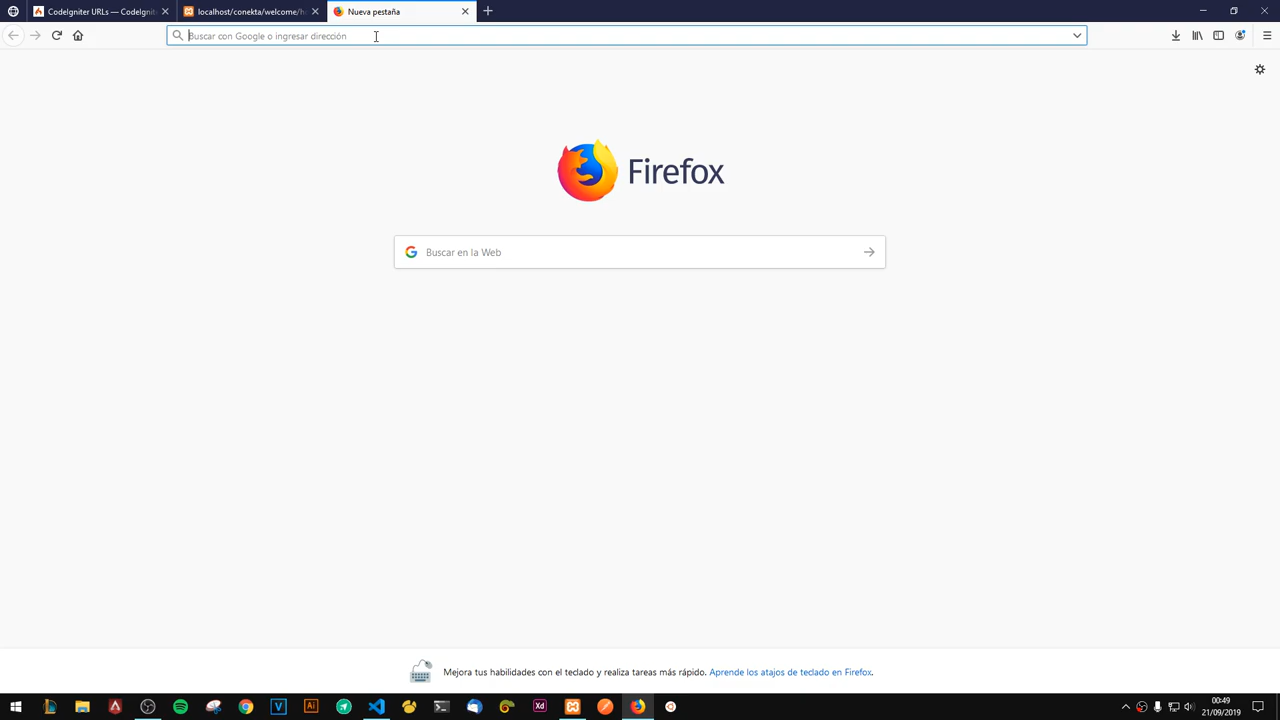 CodeIgniter URLs — CodeIgnit
localhost/conekta/welcome/h
Nueva pestaña
Buscar con Google o ingresar dirección
Firefox
Buscar en la Web
Mejora tus habilidades con el teclado y realiza tareas más rápido. Aprende los atajos de teclado en Firefox.
V
Ai
Xd
00:49
21/09/2019